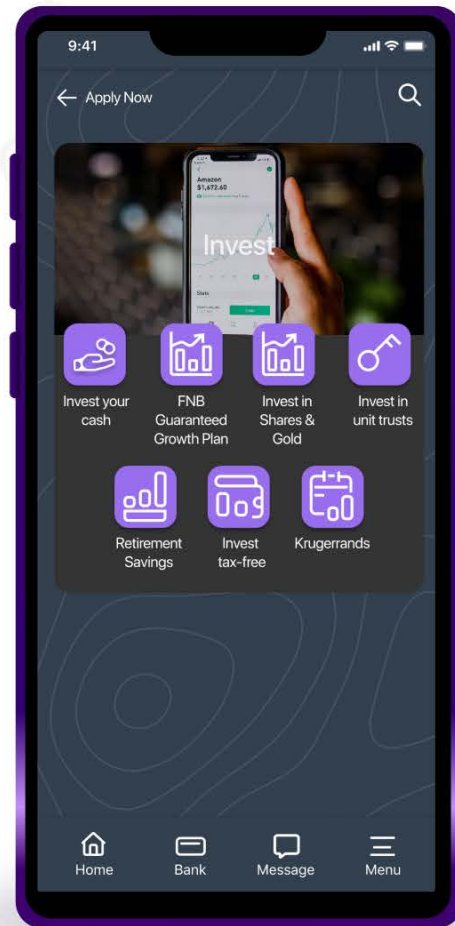 9:41
Apply Now
Amazon
$1,672.60
Invest
Stats
Invest your
cash
FNB
Guaranteed
Growth Plan
Invest in
Shares &
Gold
Invest in
unit trusts
Retirement
Savings
Invest
tax-free
Krugerrands
Home
Bank
Message
Menu